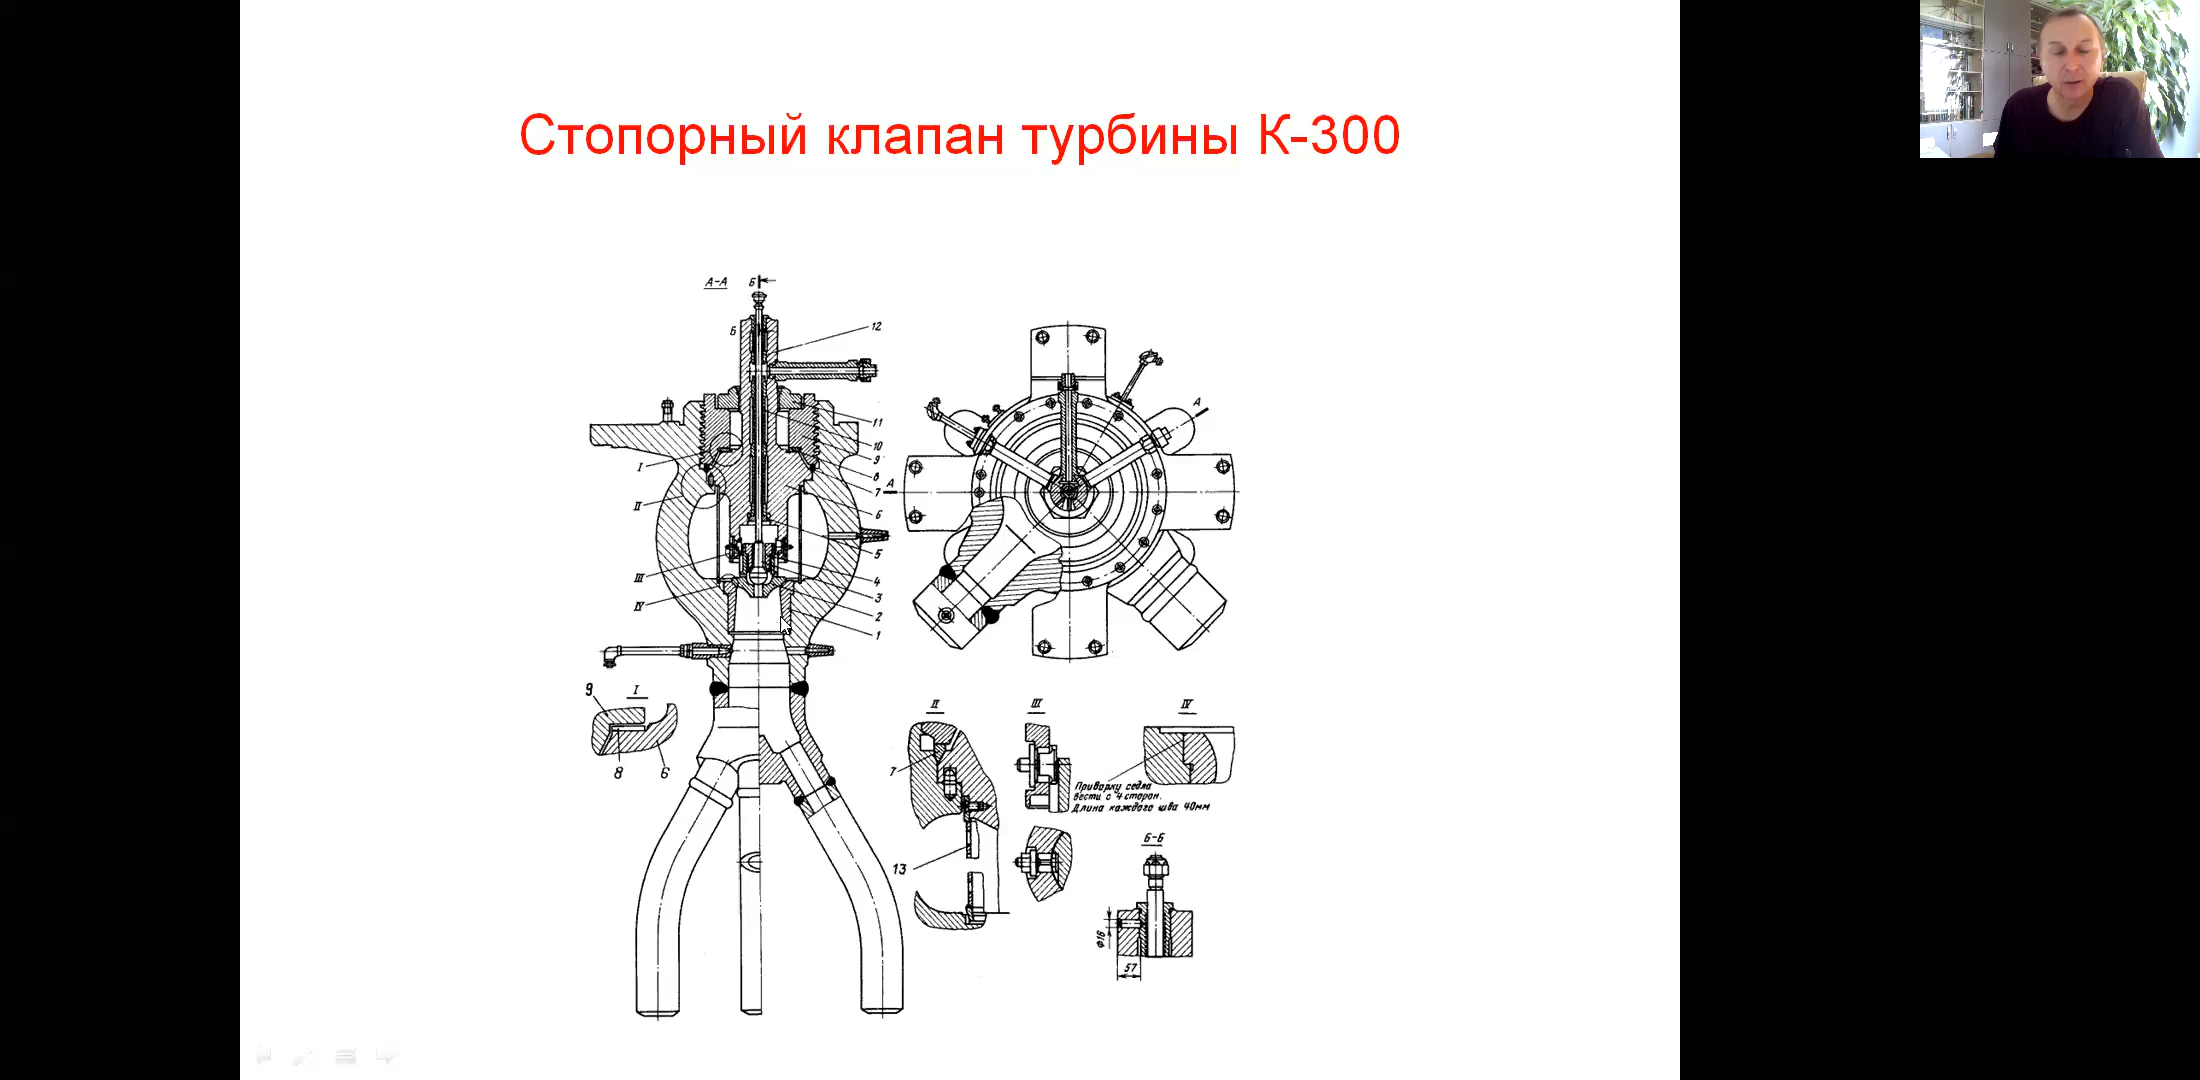 Стопорный клапан турбины К-300
А-А Б
Б
12
11
10
9
8
7
6
5
4
3
2
1
I
II
III
IV
А
А
9 I
8 6
II
7
13
III
IV
Приварку седла
вести с 4 сторон.
Длина каждого шва 40мм
Б-Б
Ф16
57